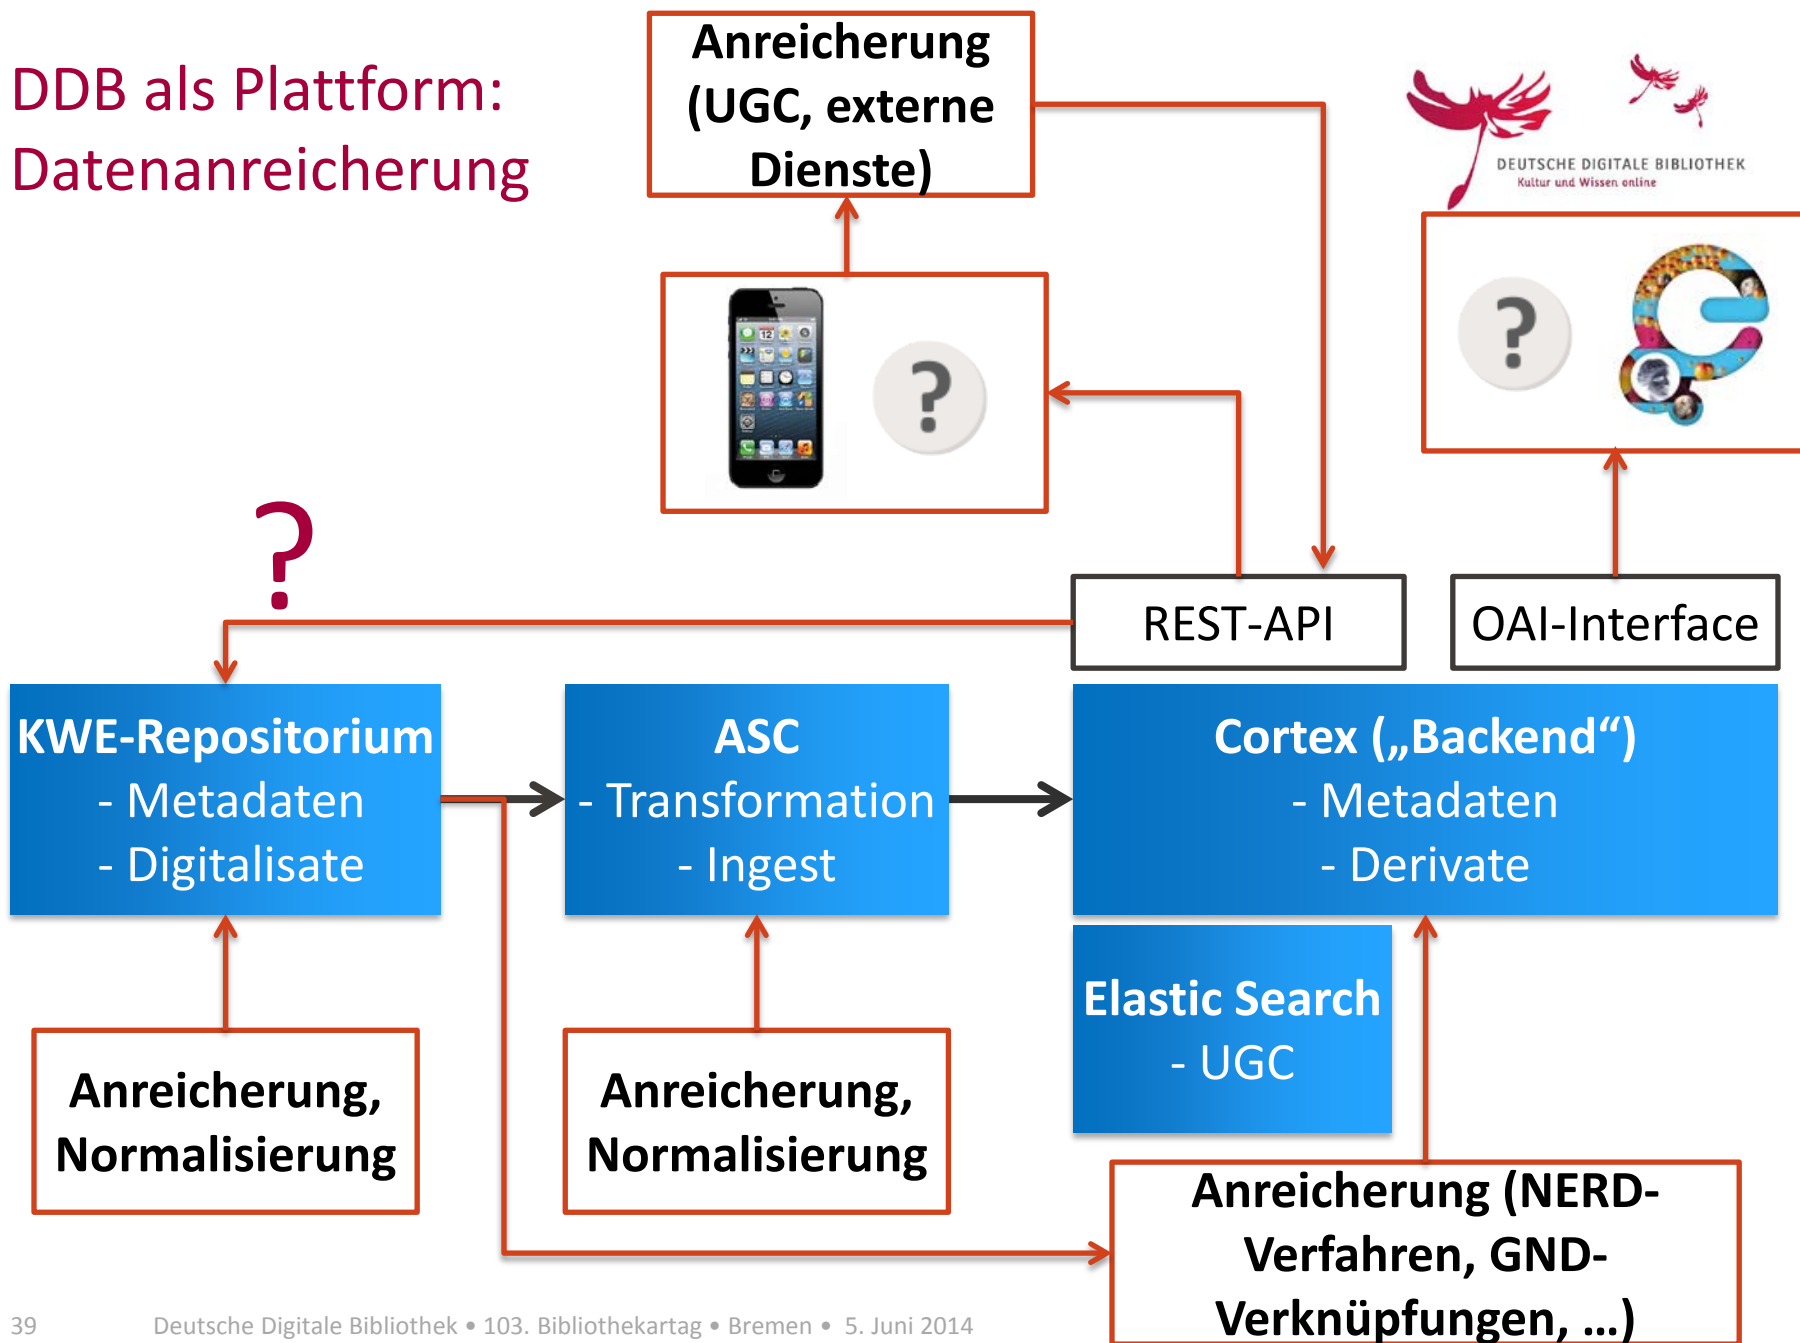 DDB als Plattform:
Datenanreicherung
Anreicherung
(UGC, externe
Dienste)
DEUTSCHE DIGITALE BIBLIOTHEK
Kultur und Wissen online
?
?
?
REST-API
OAI-Interface
KWE-Repositorium
- Metadaten
- Digitalisate
ASC
- Transformation
- Ingest
Cortex („Backend“)
- Metadaten
- Derivate
Elastic Search
- UGC
Anreicherung,
Normalisierung
Anreicherung,
Normalisierung
Anreicherung (NERD-
Verfahren, GND-
Verknüpfungen, ...)
39 Deutsche Digitale Bibliothek • 103. Bibliothekartag • Bremen • 5. Juni 2014